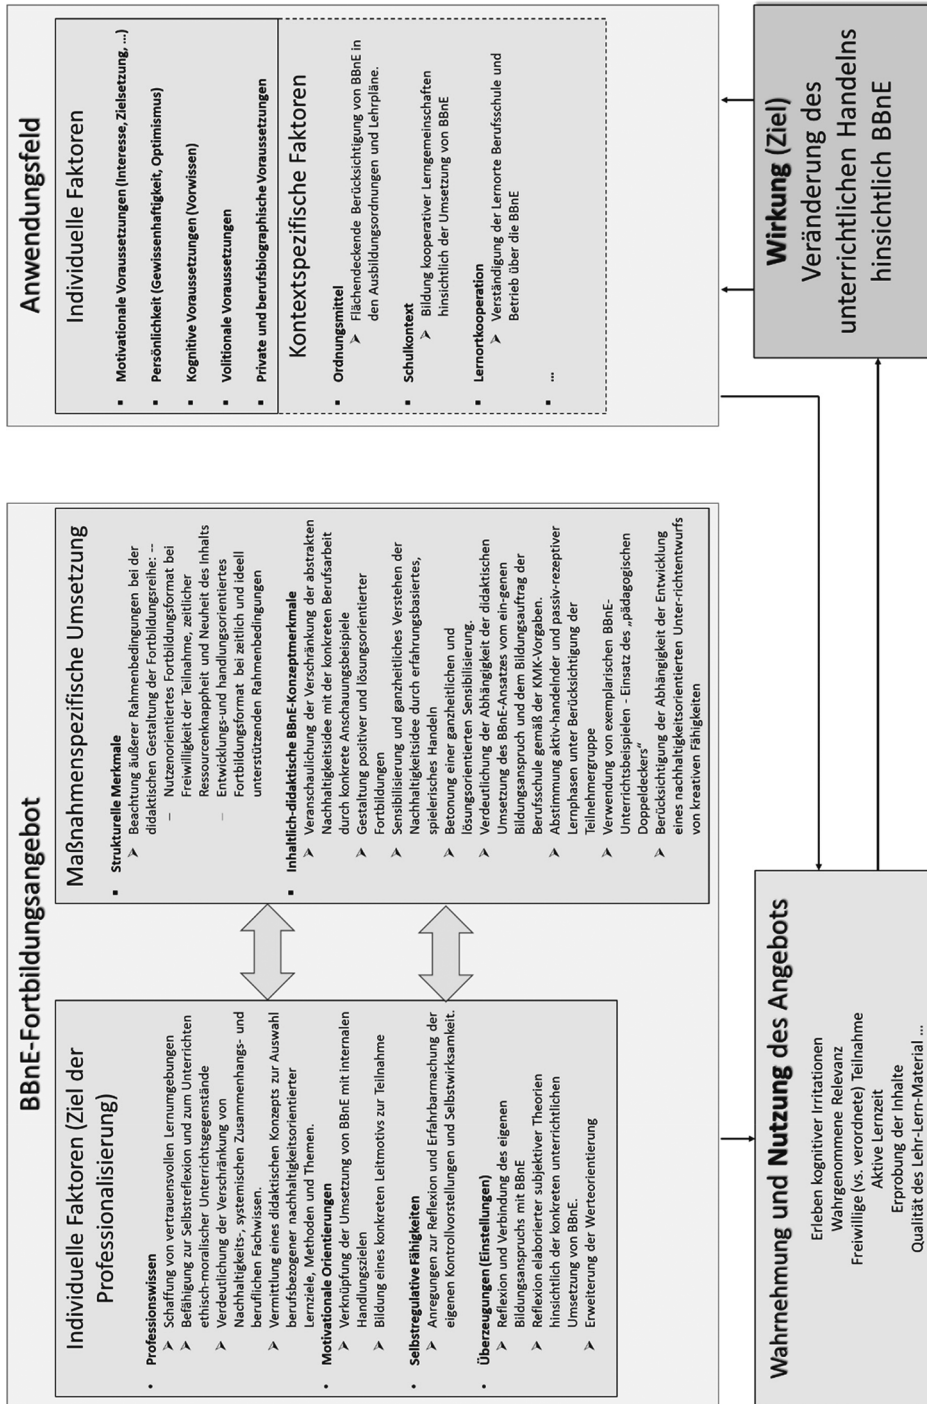 BBnE-Fortbildungsangebot
Individuelle Faktoren (Ziel der
Professionalisierung)
• Professionswissen
➢ Schaffung von vertrauensvollen Lernumgebungen
➢ Befähigung zur Selbstreflexion und zum Unterrichten
ethisch-moralischer Unterrichtsgegenstände
➢ Verdeutlichung der Verschränkung von
Nachhaltigkeits-, systemischen Zusammenhangs- und
beruflichen Fachwissen.
➢ Vermittlung eines didaktischen Konzepts zur Auswahl
berufsbezogener nachhaltigkeitsorientierter
Lernziele, Methoden und Themen.
• Motivationale Orientierungen
➢ Verknüpfung der Umsetzung von BBnE mit internalen
Handlungszielen
➢ Bildung eines konkreten Leitmotivs zur Teilnahme
• Selbstregulative Fähigkeiten
➢ Anregungen zur Reflexion und Erfahrbarmachung der
eigenen Kontrollvorstellungen und Selbstwirksamkeit.
• Überzeugungen (Einstellungen)
➢ Reflexion und Verbindung des eigenen
Bildungsanspruchs mit BBnE
➢ Reflexion elaborierter subjektiver Theorien
hinsichtlich der konkreten unterrichtlichen
Umsetzung von BBnE.
➢ Erweiterung der Werteorientierung
Maßnahmenspezifische Umsetzung
▪ Strukturelle Merkmale
➢ Beachtung äußerer Rahmenbedingungen bei der
didaktischen Gestaltung der Fortbildungsreihe: --
– Nutzenorientiertes Fortbildungsformat bei
Freiwilligkeit der Teilnahme, zeitlicher
Ressourcenknappheit und Neuheit des Inhalts
– Entwicklungs-und handlungsorientiertes
Fortbildungsformat bei zeitlich und ideell
unterstützenden Rahmenbedingungen
▪ Inhaltlich-didaktische BBnE-Konzeptmerkmale
➢ Veranschaulichung der Verschränkung der abstrakten
Nachhaltigkeitsidee mit der konkreten Berufsarbeit
durch konkrete Anschauungsbeispiele
➢ Gestaltung positiver und lösungsorientierter
Fortbildungen
➢ Sensibilisierung und ganzheitliches Verstehen der
Nachhaltigkeitsidee durch erfahrungsbasiertes,
spielerisches Handeln
➢ Betonung einer ganzheitlichen und
lösungsorientierten Sensibilisierung.
➢ Verdeutlichung der Abhängigkeit der didaktischen
Umsetzung des BBnE-Ansatzes vom ein-genen
Bildungsanspruch und dem Bildungsauftrag der
Berufsschule gemäß der KMK-Vorgaben.
➢ Abstimmung aktiv-handelnder und passiv-rezeptiver
Lernphasen unter Berücksichtigung der
Teilnehmergruppe
➢ Verwendung von exemplarischen BBnE-
Unterrichtsbeispielen - Einsatz des „pädagogischen
Doppeldeckers“
➢ Berücksichtigung der Abhängigkeit der Entwicklung
eines nachhaltigkeitsorientierten Unter-richtentwurfs
von kreativen Fähigkeiten
Anwendungsfeld
Individuelle Faktoren
▪ Motivationale Voraussetzungen (Interesse, Zielsetzung, ...)
▪ Persönlichkeit (Gewissenhaftigkeit, Optimismus)
▪ Kognitive Voraussetzungen (Vorwissen)
▪ Volitionale Voraussetzungen
▪ Private und berufsbiographische Voraussetzungen
Kontextspezifische Faktoren
▪ Ordnungsmittel
➢ Flächendeckende Berücksichtigung von BBnE in
den Ausbildungsordnungen und Lehrpläne.
▪ Schulkontext
➢ Bildung kooperativer Lerngemeinschaften
hinsichtlich der Umsetzung von BBnE
▪ Lernortkooperation
➢ Verständigung der Lernorte Berufsschule und
Betrieb über die BBnE
▪ ...
Wahrnehmung und Nutzung des Angebots
Erleben kognitiver Irritationen
Wahrgenommene Relevanz
Freiwillige (vs. verordnete) Teilnahme
Aktive Lernzeit
Erprobung der Inhalte
Qualität des Lehr-Lern-Material ...
Wirkung (Ziel)
Veränderung des
unterrichtlichen Handelns
hinsichtlich BBnE